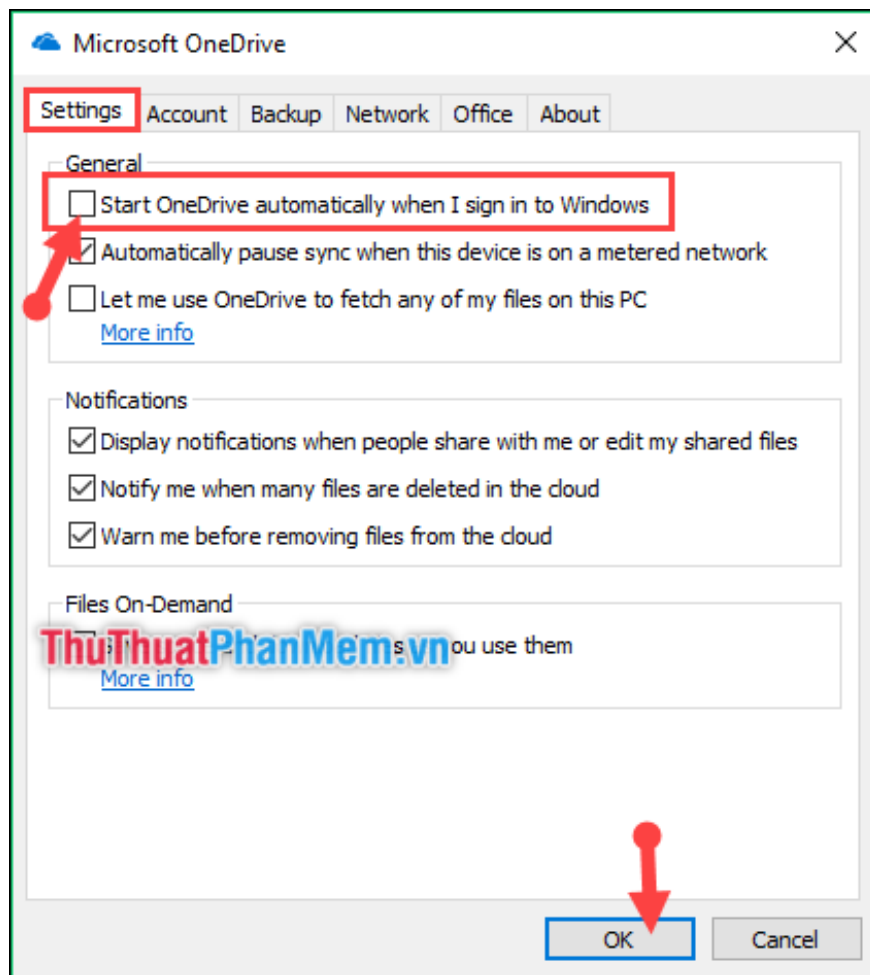 Microsoft OneDrive
Settings Account Backup Network Office About
General
Start OneDrive automatically when I sign in to Windows
Automatically pause sync when this device is on a metered network
Let me use OneDrive to fetch any of my files on this PC
More info
Notifications
Display notifications when people share with me or edit my shared files
Notify me when many files are deleted in the cloud
Warn me before removing files from the cloud
Files On-Demand
ThuThuatPhanMem.vn
you use them
More info
OK Cancel